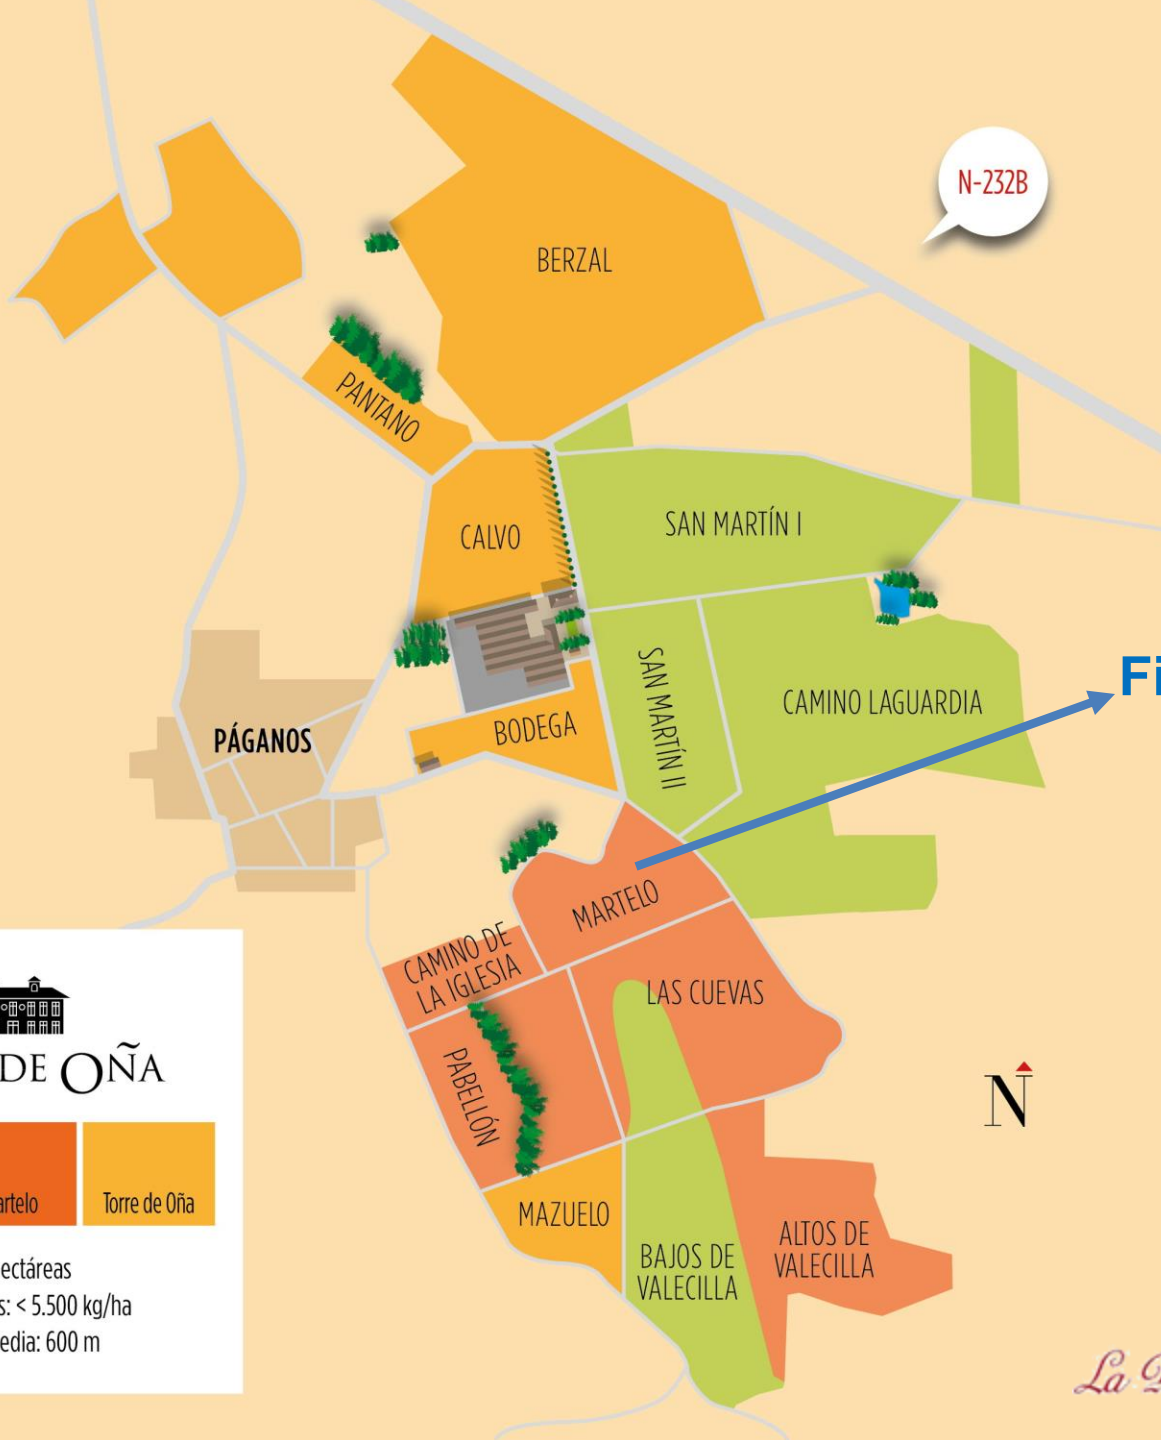 N-232B
BERZAL
PANTANO
CALVO
SAN MARTÍN I
SAN MARTÍN II
CAMINO LAGUARDIA
Fi
PÁGANOS
BODEGA
MARTELO
CAMINO DE
LA IGLESIA
LAS CUEVAS
PABELLÓN
N
MAZUELO
BAJOS DE
VALECILLA
ALTOS DE
VALECILLA
DE OÑA
artelo
Torre de Oña
ectáreas
s: < 5.500 kg/ha
edia: 600 m
La